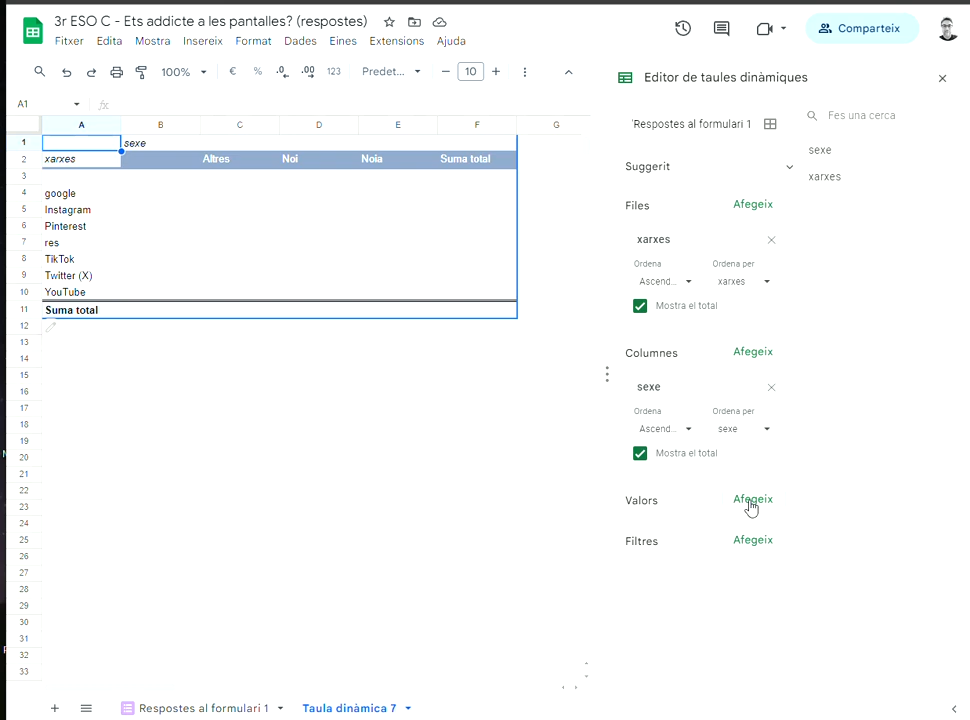 3r ESO C - Ets addicte a les pantalles? (respostes)
Fitxer Edita Mostra Insereix Format Dades Eines Extensions Ajuda
Comparteix
100% € % .0 .00 123 Predet... − 10 +
A1 fx
Editor de taules dinàmiques
A B C D E F G
1 sexe
2 xarxes Altres Noi Noia Suma total
3
4 google
5 Instagram
6 Pinterest
7 res
8 TikTok
9 Twitter (X)
10 YouTube
11 Suma total
12
13
14
15
16
17
18
19
20
21
22
23
24
25
26
27
28
29
30
31
32
33
'Respostes al formulari 1
Suggerit
Files Afegeix
xarxes
Ordena Ordena per
Ascend... xarxes
Mostra el total
Columnes Afegeix
sexe
Ordena Ordena per
Ascend... sexe
Mostra el total
Valors Afegeix
Filtres Afegeix
Fes una cerca
sexe
xarxes
Respostes al formulari 1 Taula dinàmica 7